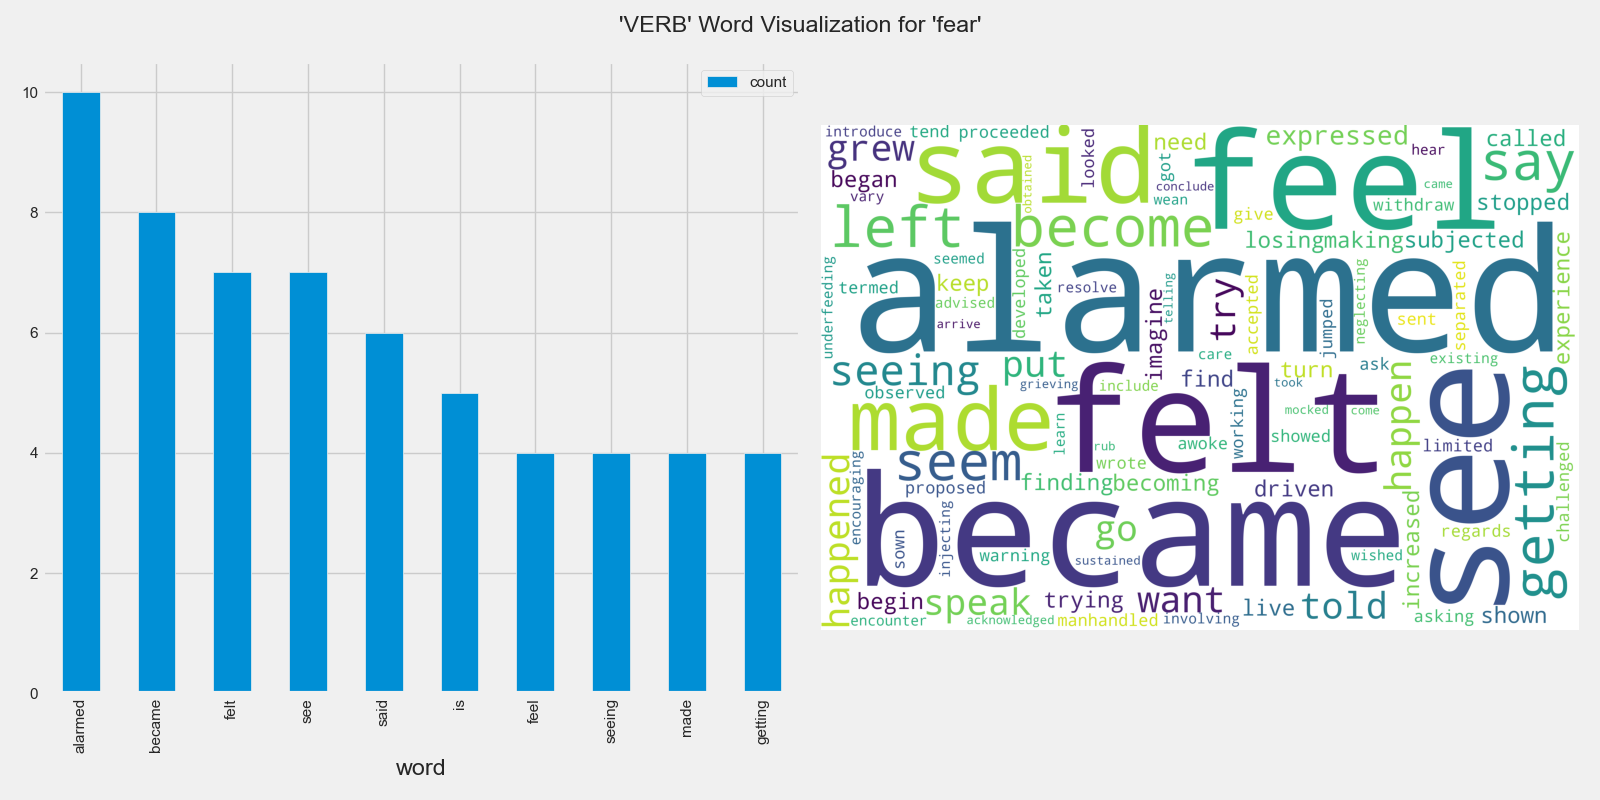 'VERB' Word Visualization for 'fear'
count
10
8
6
4
2
0
alarmed
became
felt
see
said
is
feel
seeing
made
getting
word
introduce
tend
proceeded
looked
need
expressed
hear
called
grew
said
feel
say
began
vary
obtained
got
conclude
wean
came
withdraw
stopped
give
left
become
losing
making
subjected
experience
alarmed
seemed
underfeeding
termed
keep
advised
arrive
developed
taken
resolve
imagine
telling
try
accepted
jumped
neglecting
sent
separated
seeing
put
care
existing
observed
grieving
include
find
turn
took
ask
happen
see
getting
made
felt
learn
rub
awoke
working
showed
mocked
come
limited
seem
wrote
proposed
finding
becoming
driven
challenged
happened
encouraging
became
go
increased
regards
sown
injecting
warning
sustained
wished
begin
speak
trying
want
live
told
asking
shown
encounter
acknowledged
manhandled
involving